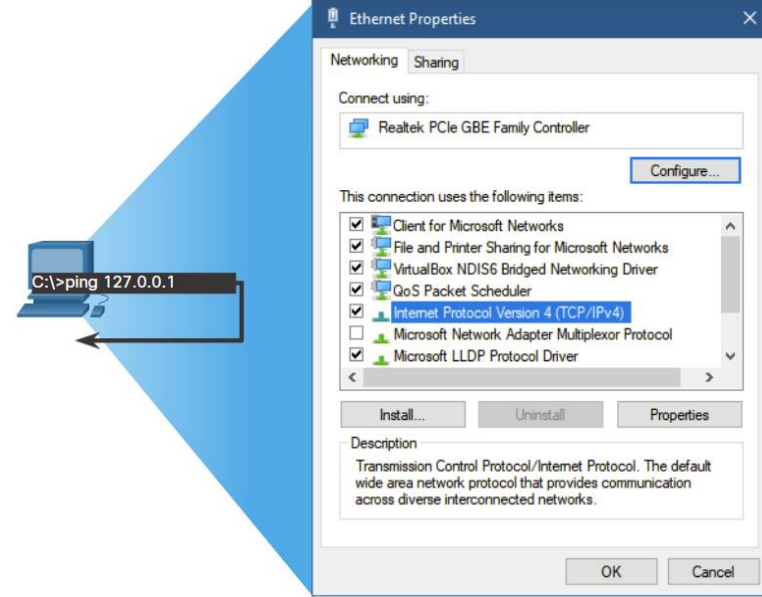 Ethernet Properties
Networking
Sharing
Connect using:
Realtek PCIe GBE Family Controller
Configure...
This connection uses the following items:
Client for Microsoft Networks
File and Printer Sharing for Microsoft Networks
VirtualBox NDIS6 Bridged Networking Driver
QoS Packet Scheduler
Internet Protocol Version 4 (TCP/IPv4)
Microsoft Network Adapter Multiplexor Protocol
Microsoft LLDP Protocol Driver
Install...
Uninstall
Properties
Description
Transmission Control Protocol/Internet Protocol. The default
wide area network protocol that provides communication
across diverse interconnected networks.
OK
Cancel
C:\>ping 127.0.0.1